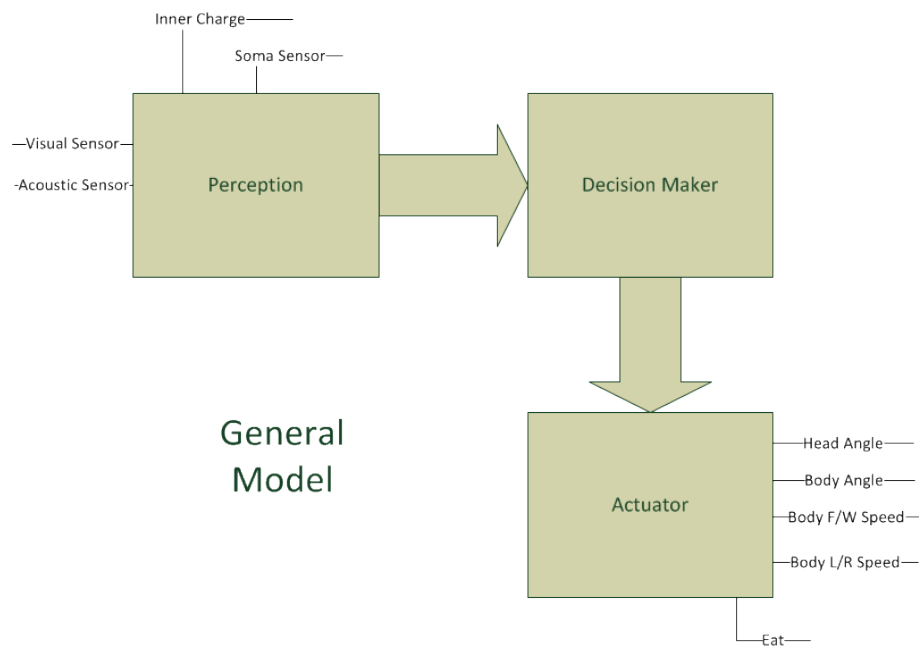 Inner Charge
Soma Sensor
Visual Sensor
Acoustic Sensor
Perception
Decision Maker
General
Model
Actuator
Head Angle
Body Angle
Body F/W Speed
Body L/R Speed
Eat